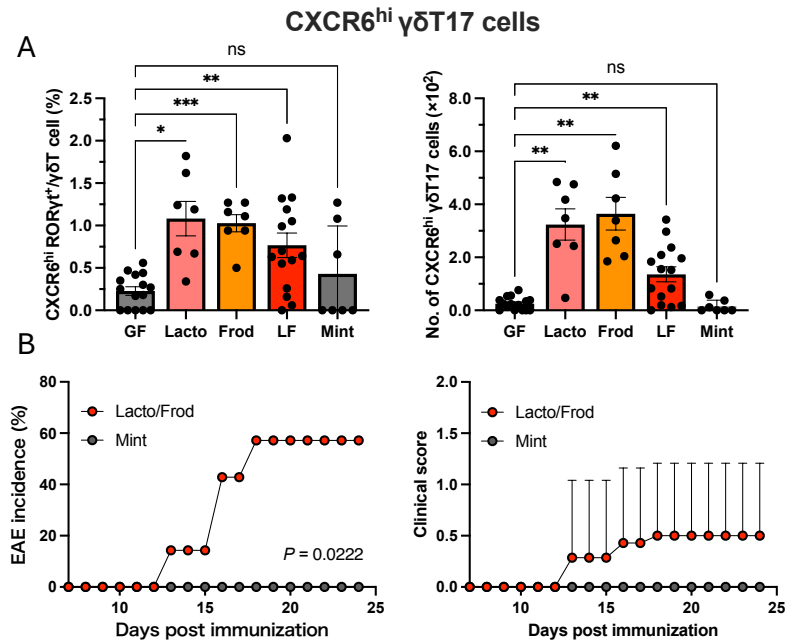 CXCR6hi γδT17 cells
A
CXCR6hi RORγt+/γδT cell (%)
2.5
2.0
1.5
1.0
0.5
0.0
ns
**
***
*
GF Lacto Frod LF Mint
No. of CXCR6hi γδT17 cells (×10²)
8.0
6.0
4.0
2.0
0.0
ns
**
**
**
GF Lacto Frod LF Mint
B
EAE incidence (%)
80
60
40
20
0
Lacto/Frod
Mint
P = 0.0222
10 15 20 25
Days post immunization
Clinical score
2.0
1.5
1.0
0.5
0.0
Lacto/Frod
Mint
10 15 20 25
Days post immunization